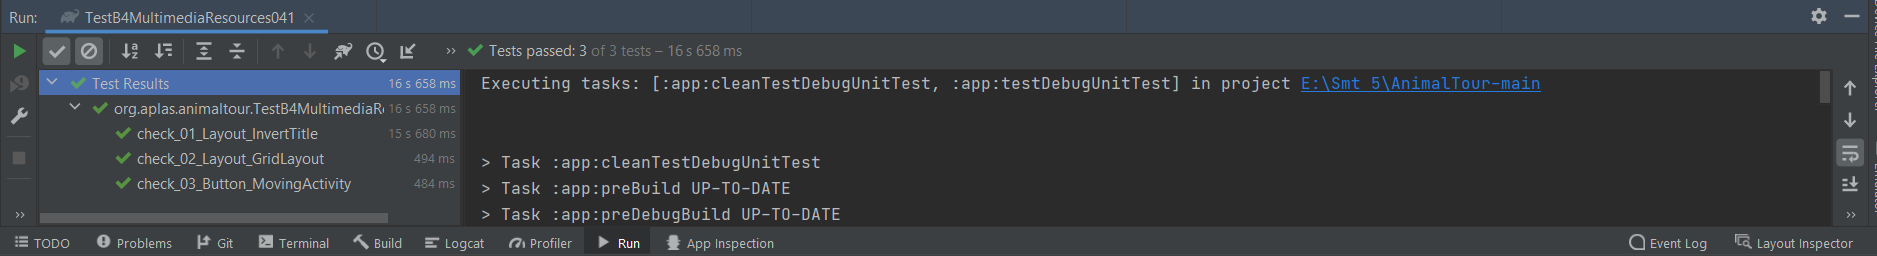 Run: TestB4MultimediaResources041
Tests passed: 3 of 3 tests – 16 s 658 ms
Test Results 16 s 658 ms
org.aplas.animaltour.TestB4MultimediaRe 16 s 658 ms
check_01_Layout_InvertTitle 15 s 680 ms
check_02_Layout_GridLayout 494 ms
check_03_Button_MovingActivity 484 ms
Executing tasks: [:app:cleanTestDebugUnitTest, :app:testDebugUnitTest] in project E:\Smt 5\AnimalTour-main
> Task :app:cleanTestDebugUnitTest
> Task :app:preBuild UP-TO-DATE
> Task :app:preDebugBuild UP-TO-DATE
TODO Problems Git Terminal Build Logcat Profiler Run App Inspection Event Log Layout Inspector